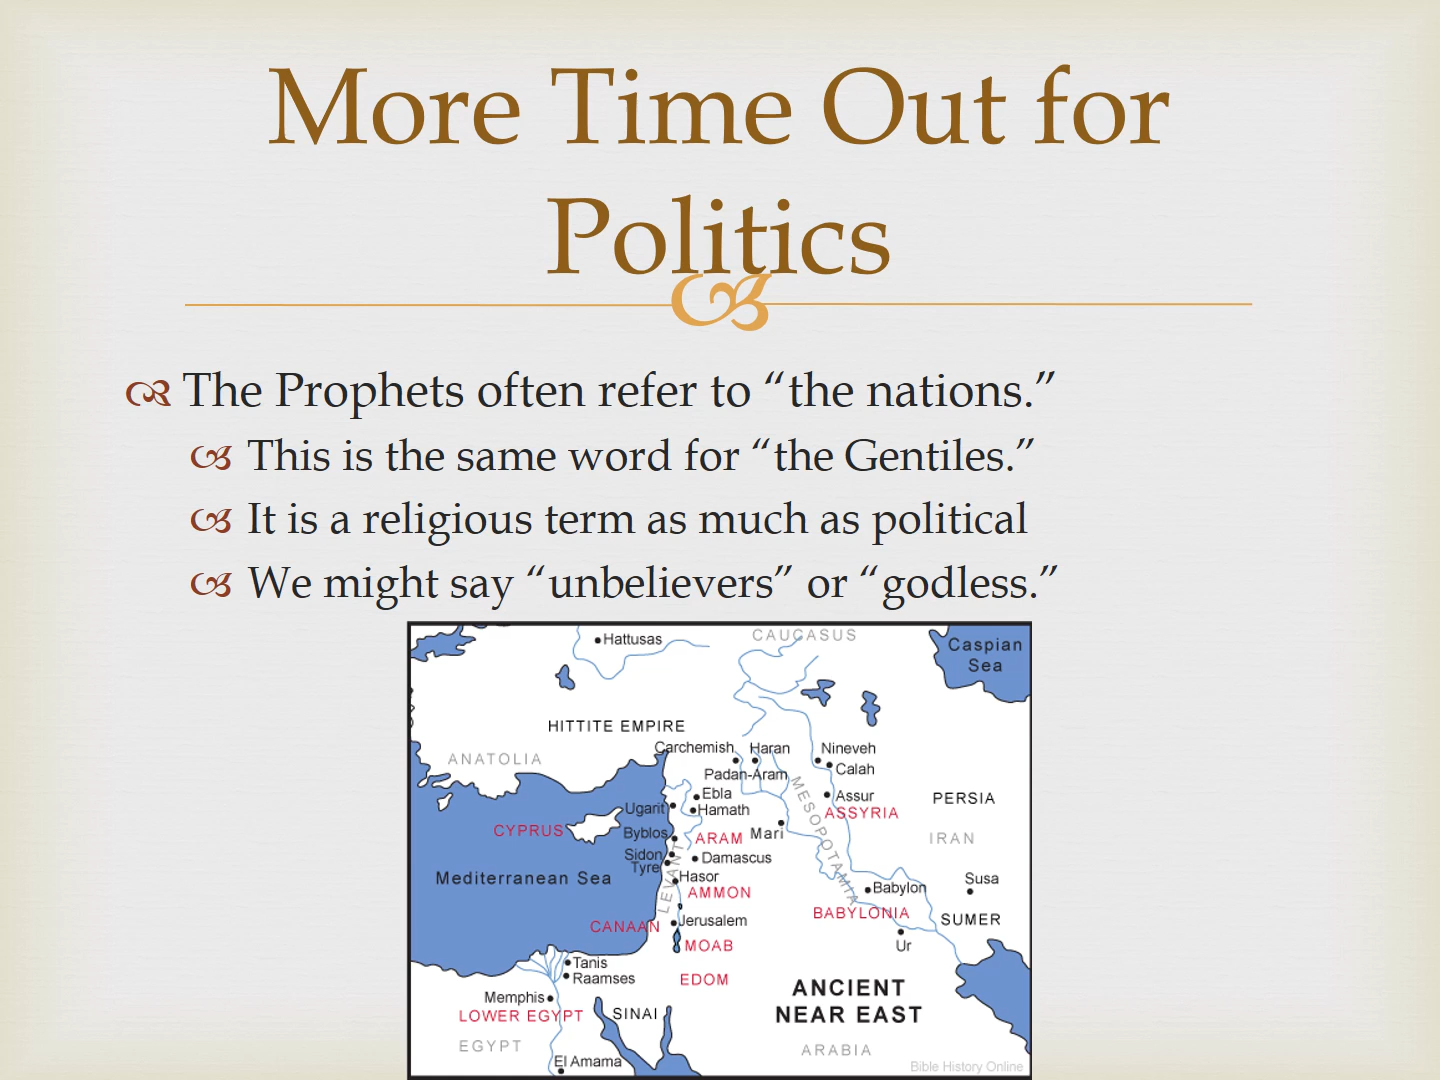 More Time Out for
Politics
The Prophets often refer to “the nations.”
This is the same word for “the Gentiles.”
It is a religious term as much as political
We might say “unbelievers” or “godless.”
Hattusas
CAUCASUS
Caspian
Sea
HITTITE EMPIRE
ANATOLIA
Carchemish
Haran
Nineveh
Padan-Aram
Calah
Ebla
Assur
PERSIA
Ugarit
Hamath
MESOPOTAMIA
ASSYRIA
CYPRUS
Byblos
ARAM
Mari
IRAN
Sidon
Tyre
Damascus
Mediterranean Sea
LEVANT
Hasor
AMMON
Babylon
Susa
BABYLONIA
SUMER
CANAAN
Jerusalem
MOAB
Ur
Tanis
Raamses
EDOM
ANCIENT
NEAR EAST
Memphis
LOWER EGYPT
SINAI
EGYPT
ARABIA
El Amama
Bible History Online